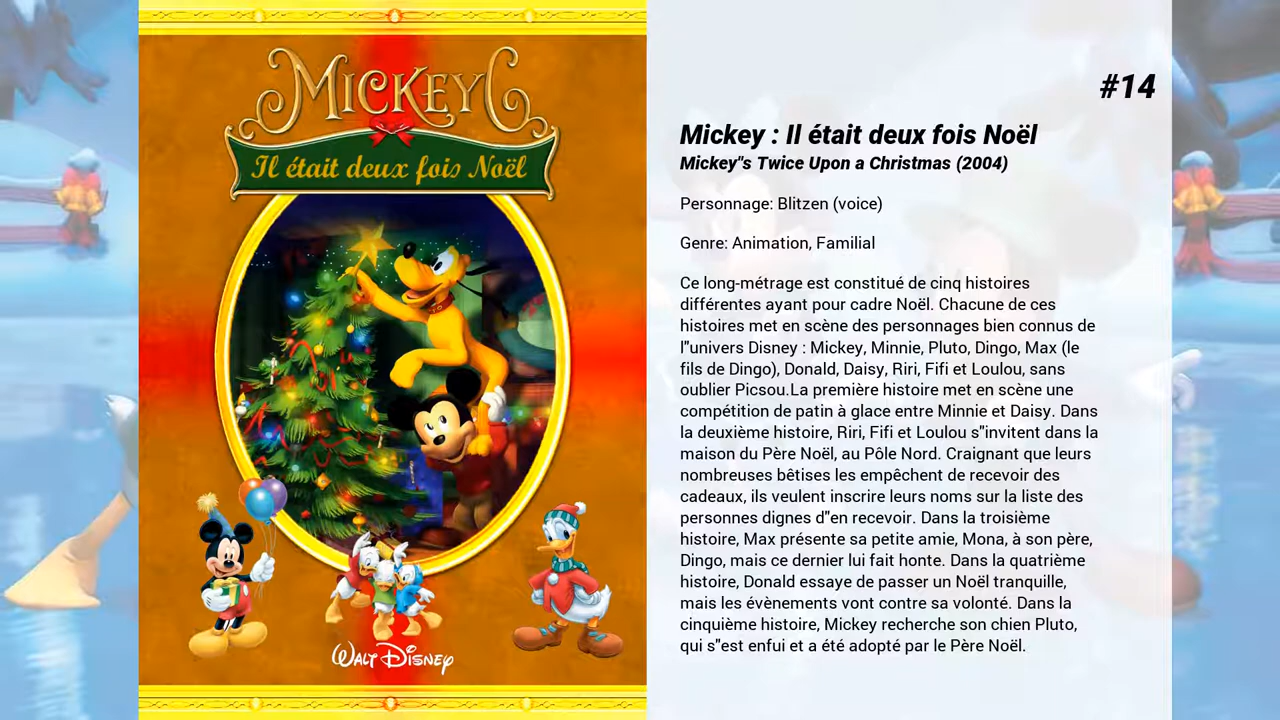 MICKEY
Il était deux fois Noël
WALT DISNEY
#14
Mickey : Il était deux fois Noël
Mickey"s Twice Upon a Christmas (2004)
Personnage: Blitzen (voice)
Genre: Animation, Familial
Ce long-métrage est constitué de cinq histoires
différentes ayant pour cadre Noël. Chacune de ces
histoires met en scène des personnages bien connus de
l"univers Disney : Mickey, Minnie, Pluto, Dingo, Max (le
fils de Dingo), Donald, Daisy, Riri, Fifi et Loulou, sans
oublier Picsou.La première histoire met en scène une
compétition de patin à glace entre Minnie et Daisy. Dans
la deuxième histoire, Riri, Fifi et Loulou s"invitent dans la
maison du Père Noël, au Pôle Nord. Craignant que leurs
nombreuses bêtises les empêchent de recevoir des
cadeaux, ils veulent inscrire leurs noms sur la liste des
personnes dignes d"en recevoir. Dans la troisième
histoire, Max présente sa petite amie, Mona, à son père,
Dingo, mais ce dernier lui fait honte. Dans la quatrième
histoire, Donald essaye de passer un Noël tranquille,
mais les évènements vont contre sa volonté. Dans la
cinquième histoire, Mickey recherche son chien Pluto,
qui s"est enfui et a été adopté par le Père Noël.